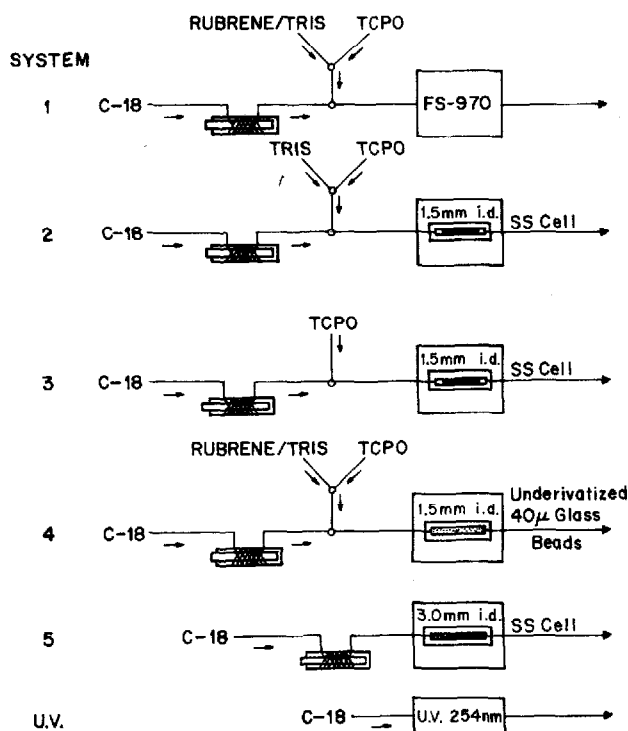 SYSTEM
RUBRENE/TRIS TCPO
1 C-18 FS-970
TRIS TCPO
2 C-18 1.5mm i.d. SS Cell
TCPO
3 C-18 1.5mm i.d. SS Cell
RUBRENE/TRIS TCPO
4 C-18 1.5mm i.d. Underivatized
40μ Glass
Beads
5 C-18 3.0mm i.d. SS Cell
U.V. C-18 U.V. 254nm